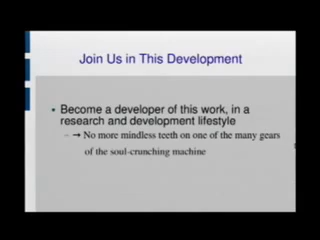 Join Us in This Development
• Become a developer of this work, in a
research and development lifestyle
– → No more mindless teeth on one of the many gears
of the soul-crunching machine